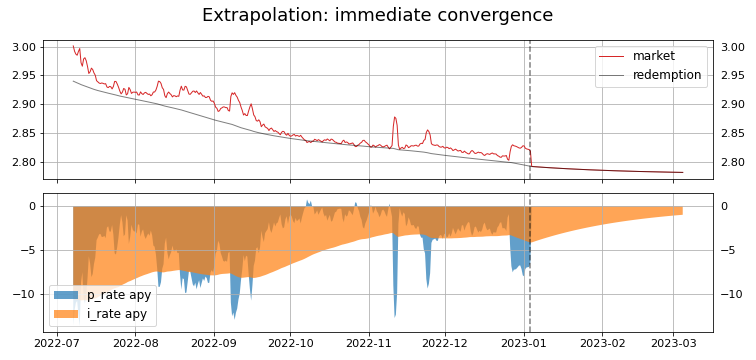 Extrapolation: immediate convergence
3.00
2.95
2.90
2.85
2.80
market
redemption
3.00
2.95
2.90
2.85
2.80
0
−5
−10
p_rate apy
i_rate apy
0
−5
−10
2022-07 2022-08 2022-09 2022-10 2022-11 2022-12 2023-01 2023-02 2023-03